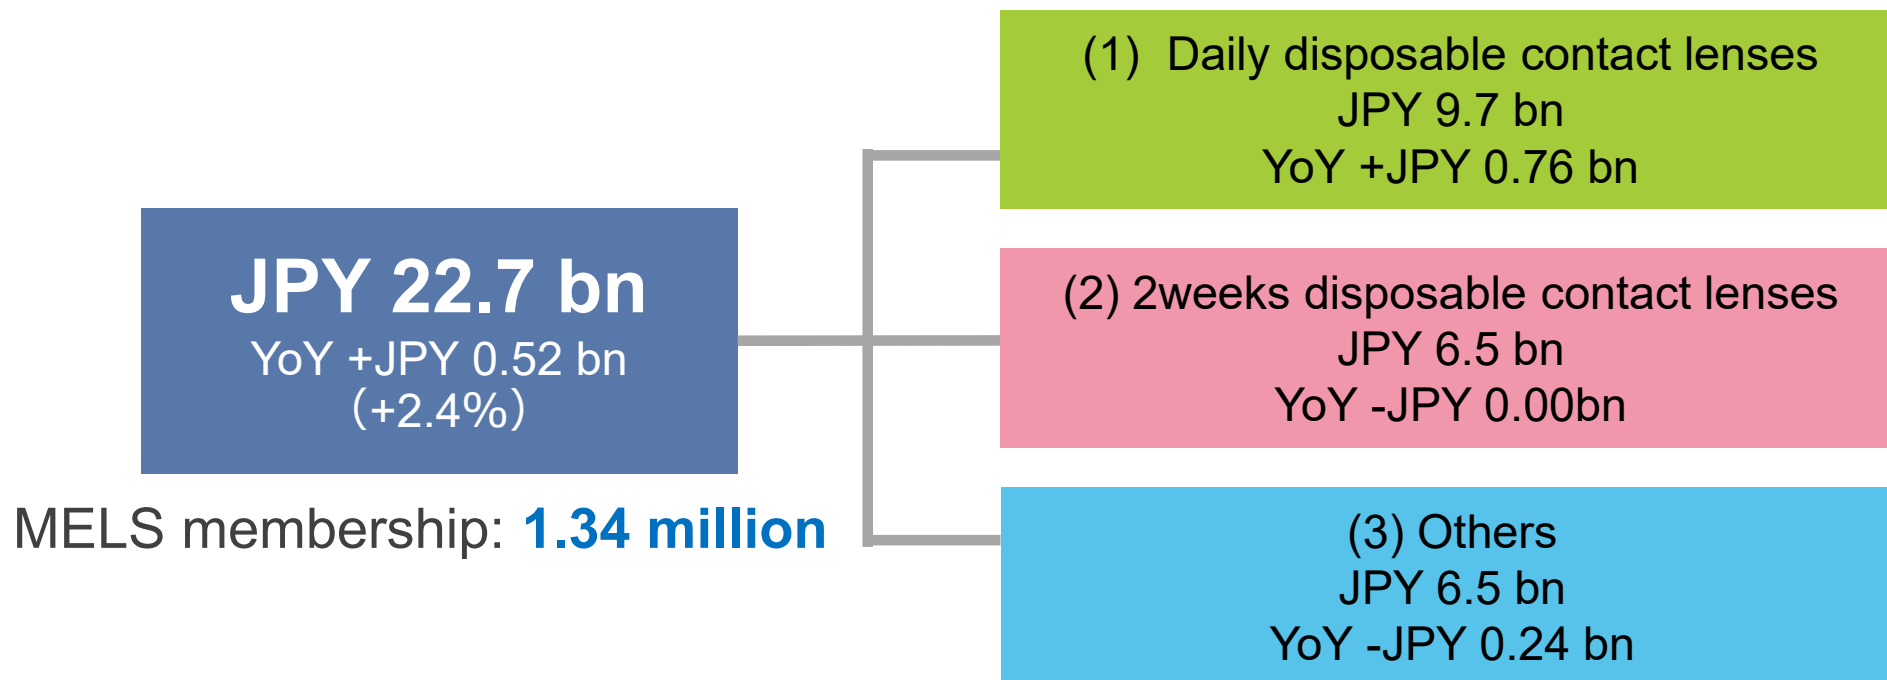 JPY 22.7 bn
YoY +JPY 0.52 bn
(+2.4%)
MELS membership: 1.34 million
(1) Daily disposable contact lenses
JPY 9.7 bn
YoY +JPY 0.76 bn
(2) 2weeks disposable contact lenses
JPY 6.5 bn
YoY -JPY 0.00bn
(3) Others
JPY 6.5 bn
YoY -JPY 0.24 bn